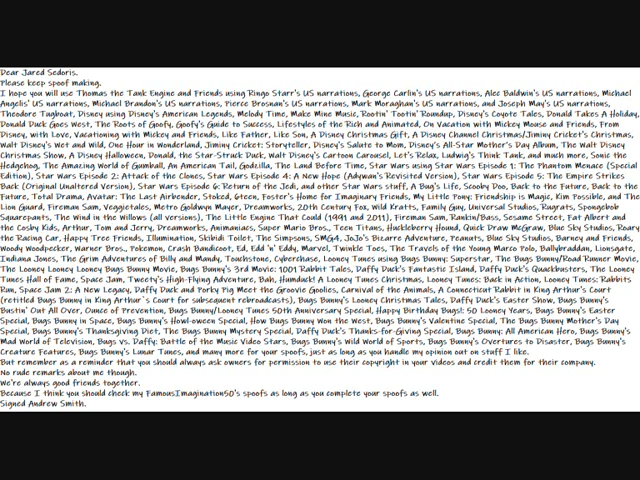 Dear Jared Sedoris.
Please keep spoof making.
I hope you will use Thomas the Tank Engine and Friends using Ringo Starr's US narrations, George Carlin's US narrations, Alec Baldwin's US narrations, Michael
Angelis' US narrations, Michael Brandon's US narrations, Pierce Brosnan's US narrations, Mark Moraghan's US narrations, and Joseph May's US narrations,
Theodore Tugboat, Disney using Disney's American Legends, Melody Time, Make Mine Music, Tootin' Tootin' Roundup, Disney's Coyote Tales, Donald Takes A Holiday,
Donald Duck Goes West, The Roots of Goofy, Goofy's Guide to Success, Lifestyles of the Rich and Animated, On Vacation with Mickey Mouse and Friends, From
Disney, with Love, Vacationing with Mickey and Friends, Like Father, Like Son, A Disney Christmas Gift, A Disney Channel Christmas/Jiminy Cricket's Christmas,
Walt Disney's Wet and Wild, One Hour in Wonderland, Jiminy Cricket: Storyteller, Disney's Salute to Mom, Disney's All-Star Mother's Day Album, The Walt Disney
Christmas Show, A Disney Halloween, Donald, the Star-Struck Duck, Walt Disney's Cartoon Carousel, Let's Relax, Ludwig's Think Tank, and much more, Sonic the
Hedgehog, The Amazing World of Gumball, An American Tail, Godzilla, The Land Before Time, Star Wars using Star Wars Episode 1: The Phantom Menace (Special
Edition), Star Wars Episode 2: Attack of the Clones, Star Wars Episode 4: A New Hope (Adywan's Revisited Version), Star Wars Episode 5: The Empire Strikes
Back (Original Unaltered Version), Star Wars Episode 6: Return of the Jedi, and other Star Wars stuff, A Bug's Life, Scooby Doo, Back to the Future, Back to the
Future, Total Drama, Avatar: The Last Airbender, Stoked, 6teen, Foster's Home for Imaginary Friends, My Little Pony: Friendship is Magic, Kim Possible, and The
Lion Guard, Fireman Sam, Veggietales, Metro Goldwyn Mayer, Dreamworks, 20th Century Fox, Wild Kratts, Family Guy, Universal Studios, Rugrats, Spongebob
Squarepants, The Wind in the Willows (all versions), The Little Engine That Could (1991 and 2011), Fireman Sam, Rankin/Bass, Sesame Street, Fat Albert and
the Cosby Kids, Arthur, Tom and Jerry, Dreamworks, Animaniacs, Super Mario Bros., Teen Titans, Huckleberry Hound, Quick Draw McGraw, Blue Sky Studios, Roary
the Racing Car, Happy Tree Friends, Illumination, Skibidi Toilet, The Simpsons, SMG4, JoJo's Bizarre Adventure, Peanuts, Blue Sky Studios, Barney and Friends,
Woody Woodpecker, Warner Bros., Pokemon, Crash Bandicoot, Ed, Edd 'n' Eddy, Marvel, Twinkle Toes, The Travels of the Young Marco Polo, Ballyhraddan, Lionsgate,
Indiana Jones, The Grim Adventures of Billy and Mandy, Touchstone, Cyberchase, Looney Tunes using Bugs Bunny: Superstar, The Bugs Bunny/Road Runner Movie,
The Looney Looney Looney Bugs Bunny Movie, Bugs Bunny's 3rd Movie: 1001 Rabbit Tales, Daffy Duck's Fantastic Island, Daffy Duck's Quackbusters, The Looney
Tunes Hall of Fame, Space Jam, Tweety's High-Flying Adventure, Bah, Humduck! A Looney Tunes Christmas, Looney Tunes: Back in Action, Looney Tunes: Rabbits
Run, Space Jam 2: A New Legacy, Daffy Duck and Porky Pig Meet the Groovie Goolies, Carnival of the Animals, A Connecticut Rabbit in King Arthur's Court
(retitled Bugs Bunny in King Arthur's Court for subsequent rebroadcasts), Bugs Bunny's Looney Christmas Tales, Daffy Duck's Easter Show, Bugs Bunny's
Bustin' Out All Over, Ounce of Prevention, Bugs Bunny/Looney Tunes 50th Anniversary Special, Happy Birthday Bugs!: 50 Looney Years, Bugs Bunny's Easter
Special, Bugs Bunny in Space, Bugs Bunny's Howl-oween Special, How Bugs Bunny Won the West, Bugs Bunny's Valentine Special, The Bugs Bunny Mother's Day
Special, Bugs Bunny's Thanksgiving Diet, The Bugs Bunny Mystery Special, Daffy Duck's Thanks-for-Giving Special, Bugs Bunny: All American Hero, Bugs Bunny's
Mad World of Television, Bugs vs. Daffy: Battle of the Music Video Stars, Bugs Bunny's Wild World of Sports, Bugs Bunny's Overtures to Disaster, Bugs Bunny's
Creature Features, Bugs Bunny's Lunar Tunes, and many more for your spoofs, just as long as you handle my opinion out on stuff I like.
But remember as a reminder that you should always ask owners for permission to use their copyright in your videos and credit them for their company.
No rude remarks about me though.
We're always good friends together.
Because I think you should check my FamousImagination50's spoofs as long as you complete your spoofs as well.
Signed Andrew Smith.